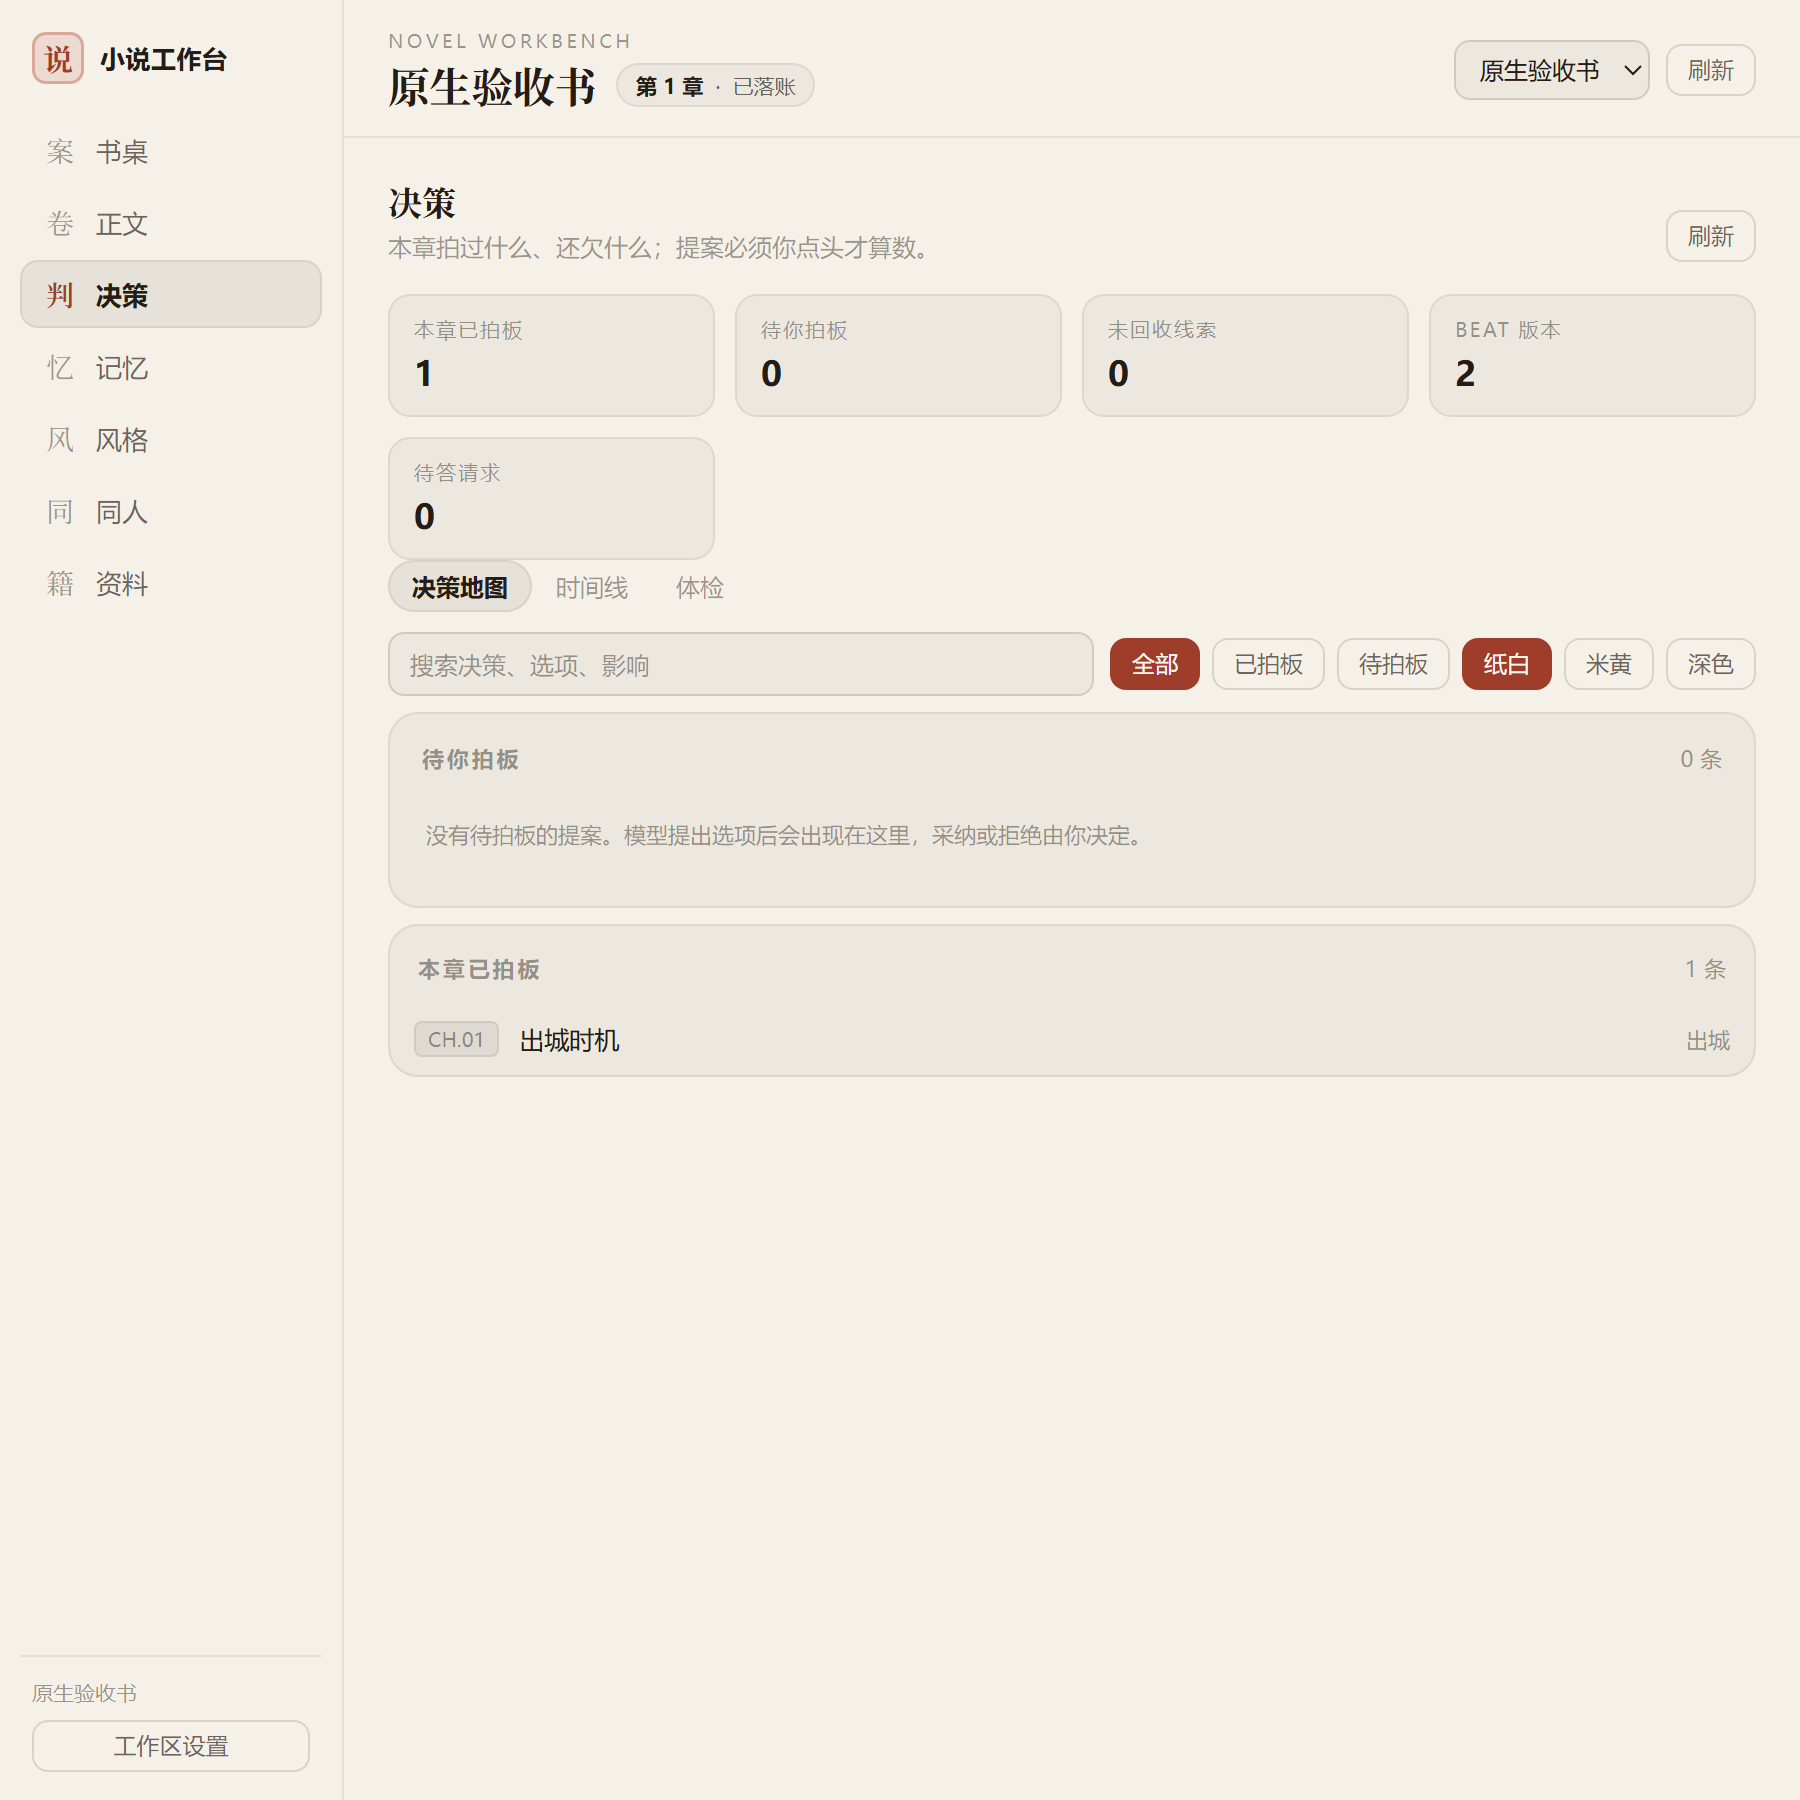 说 小说工作台
案 书桌
卷 正文
判 决策
忆 记忆
风 风格
同 同人
籍 资料
原生验收书
工作区设置
NOVEL WORKBENCH
原生验收书 第 1 章 · 已落账
原生验收书 刷新
决策
本章拍过什么、还欠什么；提案必须你点头才算数。
刷新
本章已拍板
1
待你拍板
0
未回收线索
0
BEAT 版本
2
待答请求
0
决策地图 时间线 体检
搜索决策、选项、影响 全部 已拍板 待拍板 纸白 米黄 深色
待你拍板 0 条
没有待拍板的提案。模型提出选项后会出现在这里，采纳或拒绝由你决定。
本章已拍板 1 条
CH.01 出城时机 出城